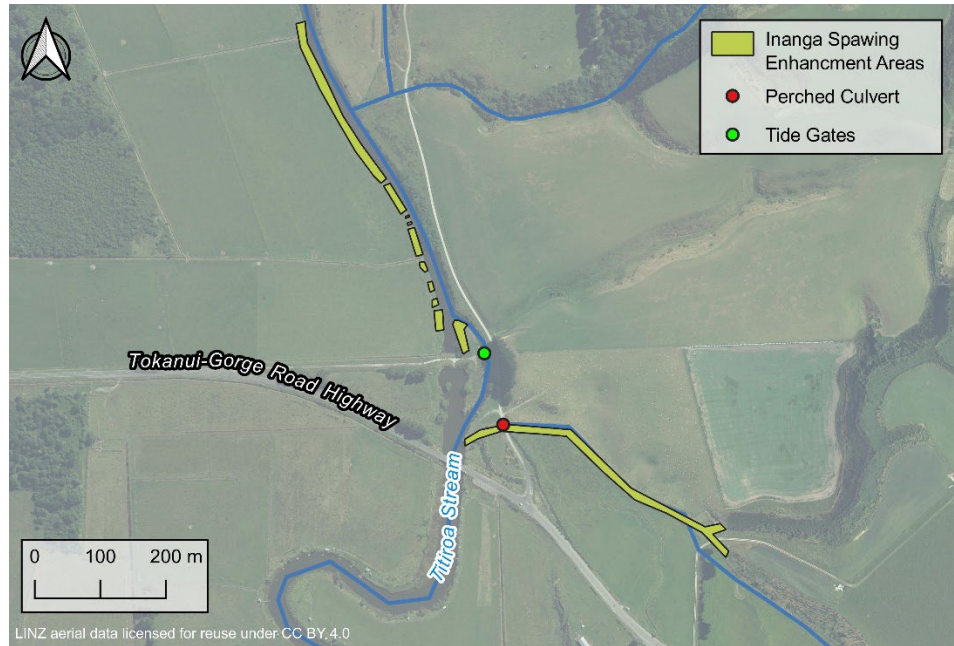 Inanga Spawing
Enhancment Areas
Perched Culvert
Tide Gates
Tokanui-Gorge Road Highway
Titiroa Stream
0 100 200 m
LINZ aerial data licensed for reuse under CC BY 4.0